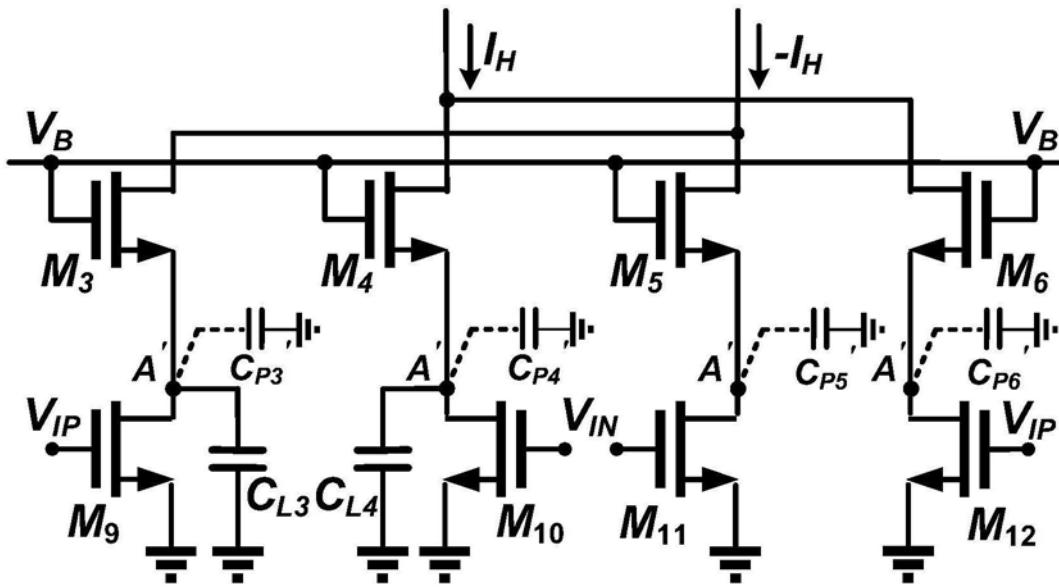 I_H -I_H
V_B V_B
M_3 M_4 M_5 M_6
C_P3' C_P4' C_P5' C_P6'
A' A' A' A'
V_IP V_IN V_IP
C_L3 C_L4
M_9 M_10 M_11 M_12